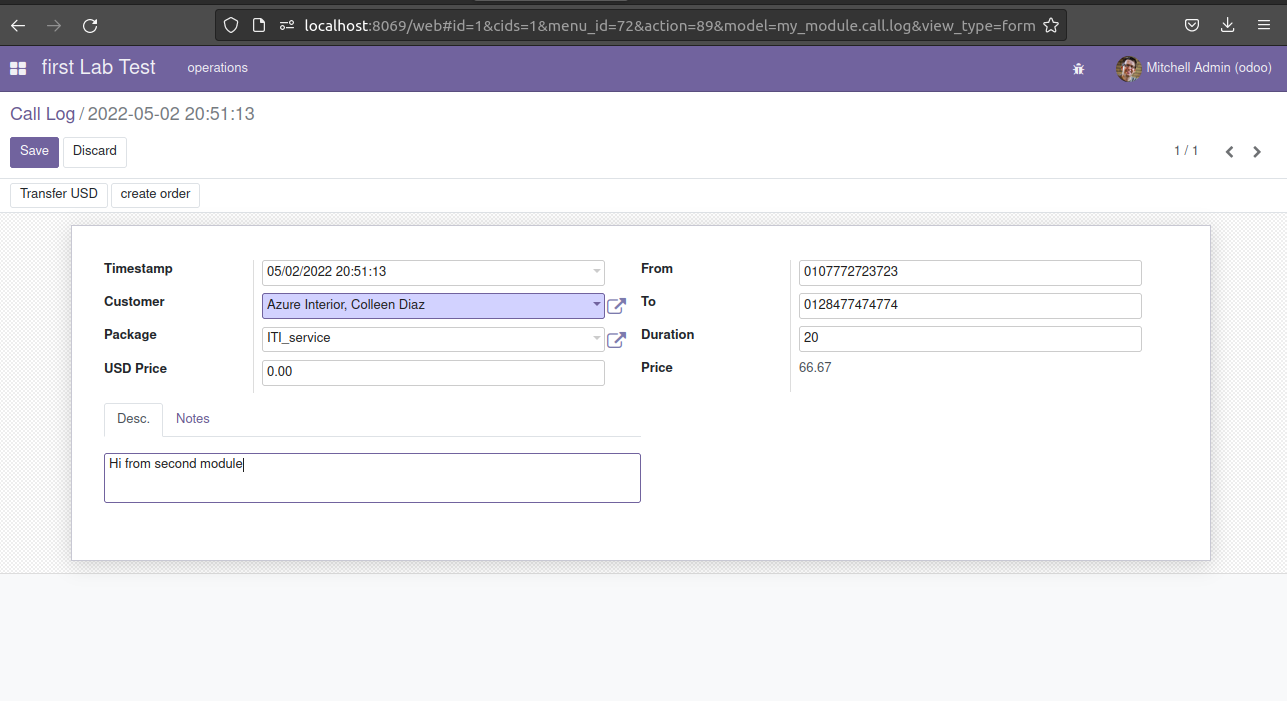 localhost:8069/web#id=1&cids=1&menu_id=72&action=89&model=my_module.call.log&view_type=form
first Lab Test operations Mitchell Admin (odoo)
Call Log / 2022-05-02 20:51:13
Save Discard 1 / 1
Transfer USD create order
Timestamp 05/02/2022 20:51:13 From 0107772723723
Customer Azure Interior, Colleen Diaz To 0128477474774
Package ITI_service Duration 20
USD Price 0.00 Price 66.67
Desc. Notes
Hi from second module